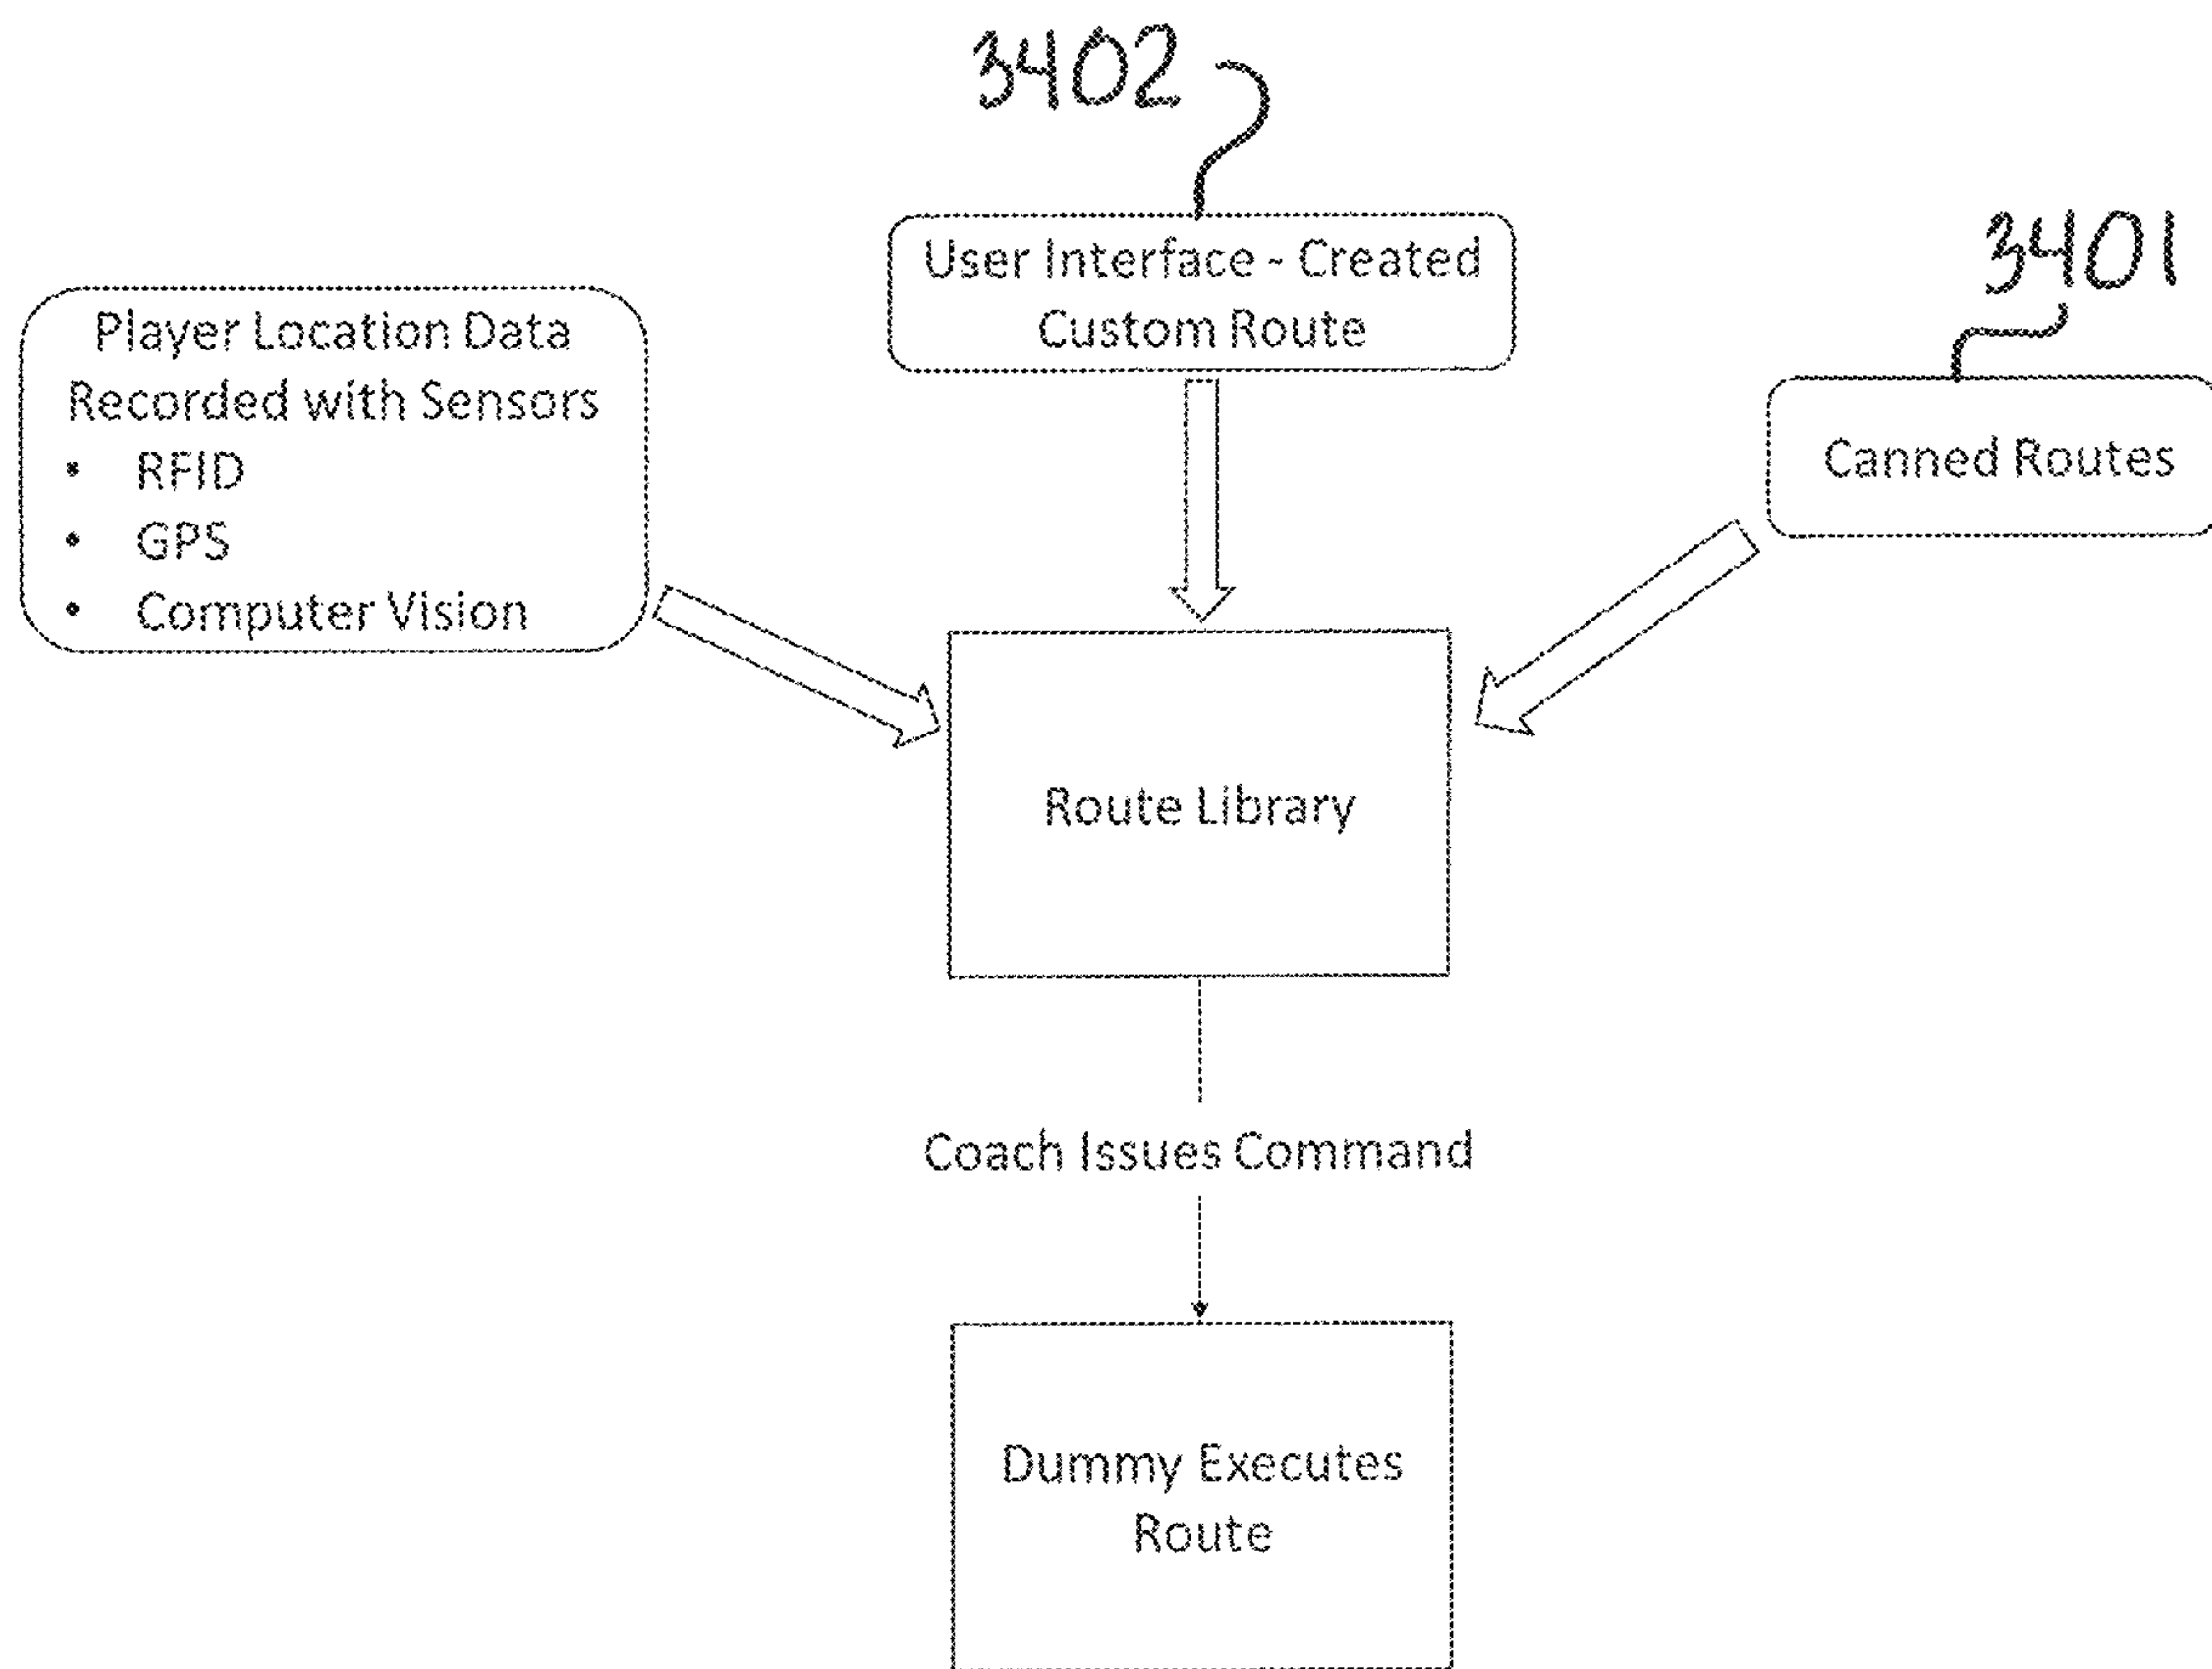 3402
User Interface - Created
Custom Route
3401
Canned Routes
Player Location Data
Recorded with Sensors
• RFID
• GPS
• Computer Vision
Route Library
Coach Issues Command
Dummy Executes
Route